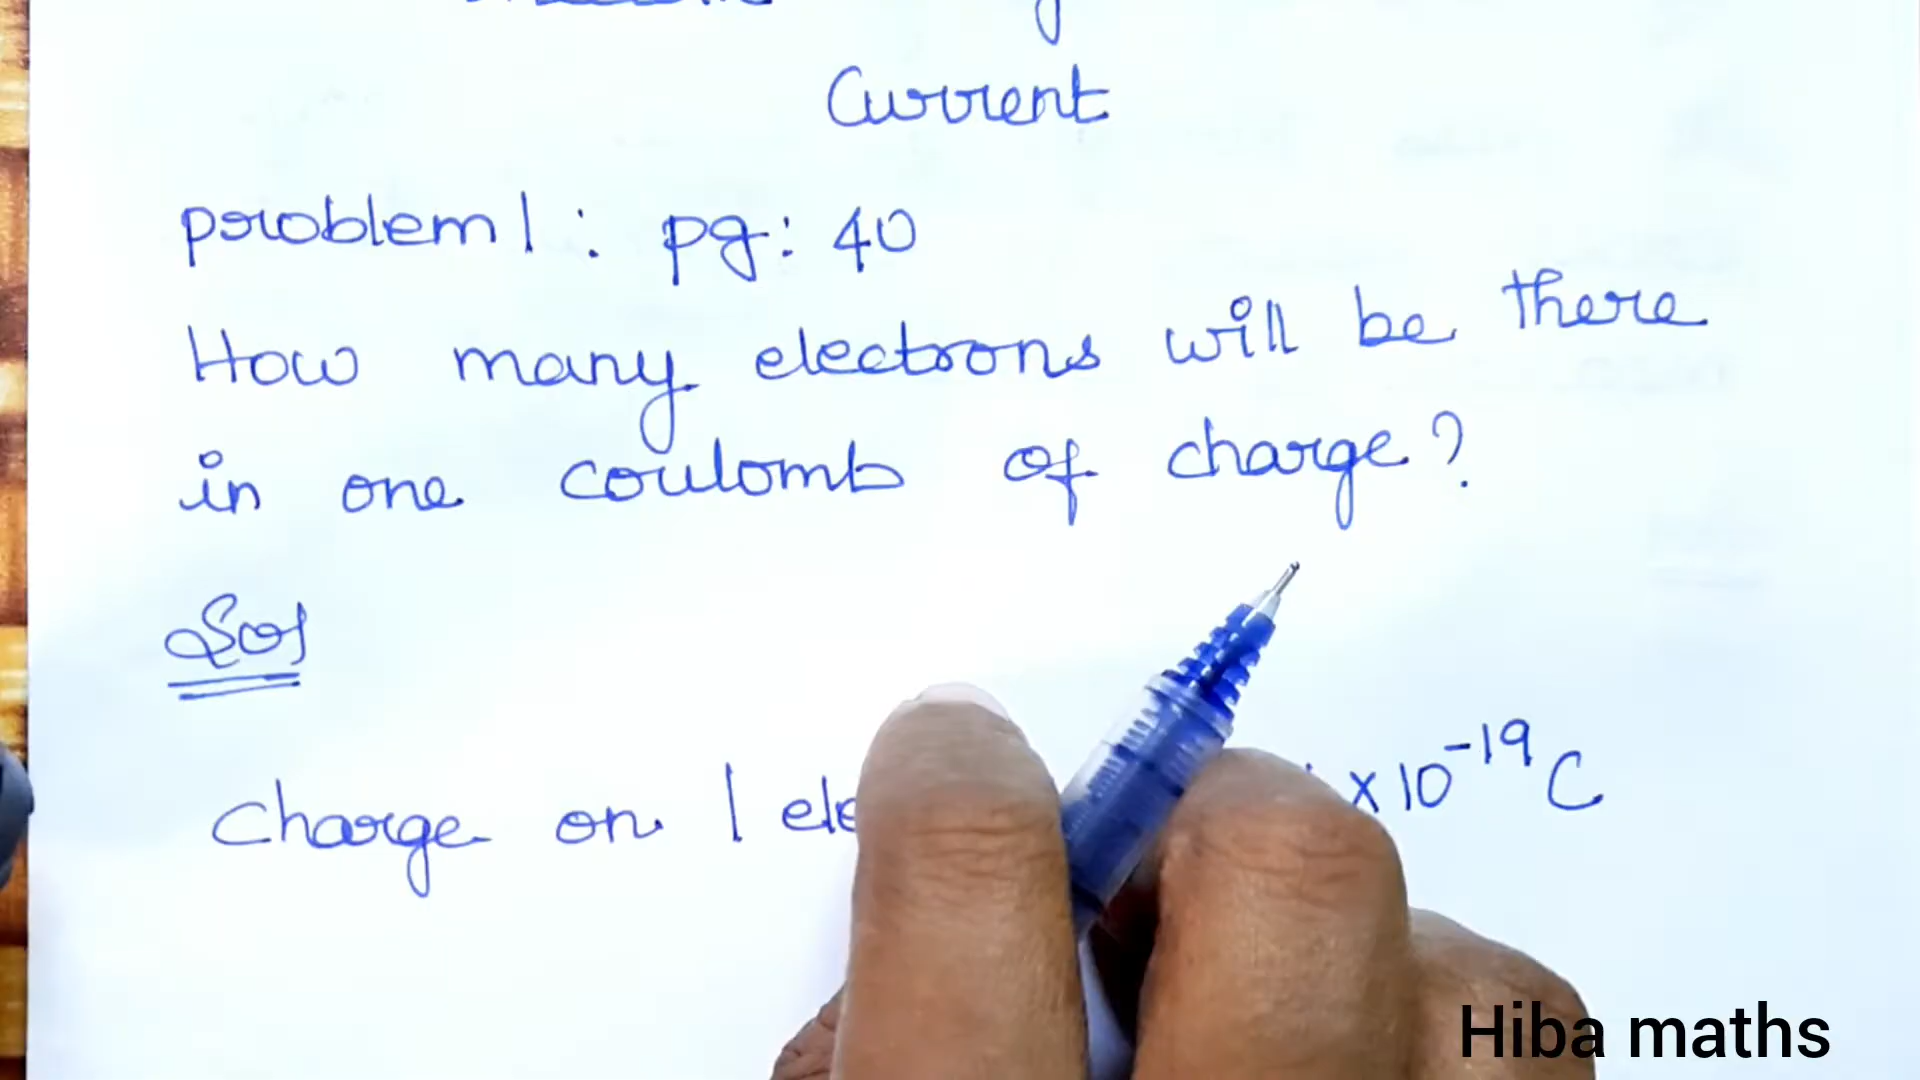 Current
problem 1: pg: 40
How many electrons will be there
in one coulomb of charge?
Sol
Charge on 1 ele x10⁻¹⁹C
Hiba maths